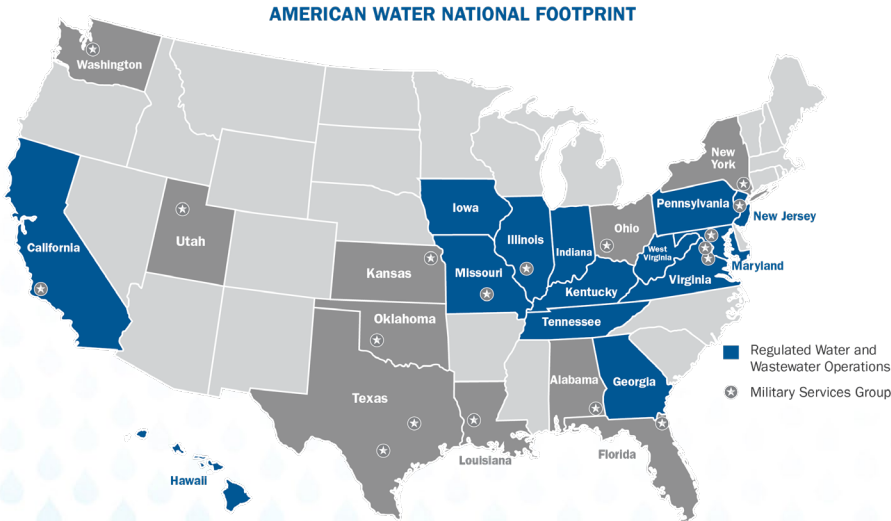 AMERICAN WATER NATIONAL FOOTPRINT
Washington
New
York
Pennsylvania
New Jersey
Iowa
Ohio
Illinois
Indiana
West
Virginia
Maryland
Virginia
California
Utah
Kansas
Missouri
Kentucky
Oklahoma
Tennessee
Regulated Water and
Wastewater Operations
Military Services Group
Texas
Alabama
Georgia
Louisiana
Florida
Hawaii